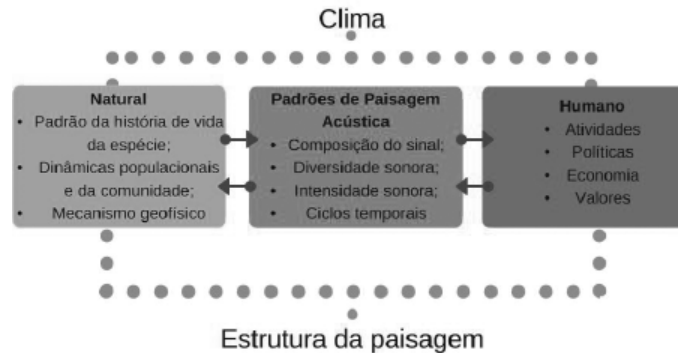 Clima
Natural
• Padrão da história de vida
da espécie;
• Dinâmicas populacionais
e da comunidade;
• Mecanismo geofísico
Padrões de Paisagem
Acústica
• Composição do sinal;
• Diversidade sonora;
• Intensidade sonora;
• Ciclos temporais
Humano
• Atividades
• Políticas
• Economia
• Valores
Estrutura da paisagem